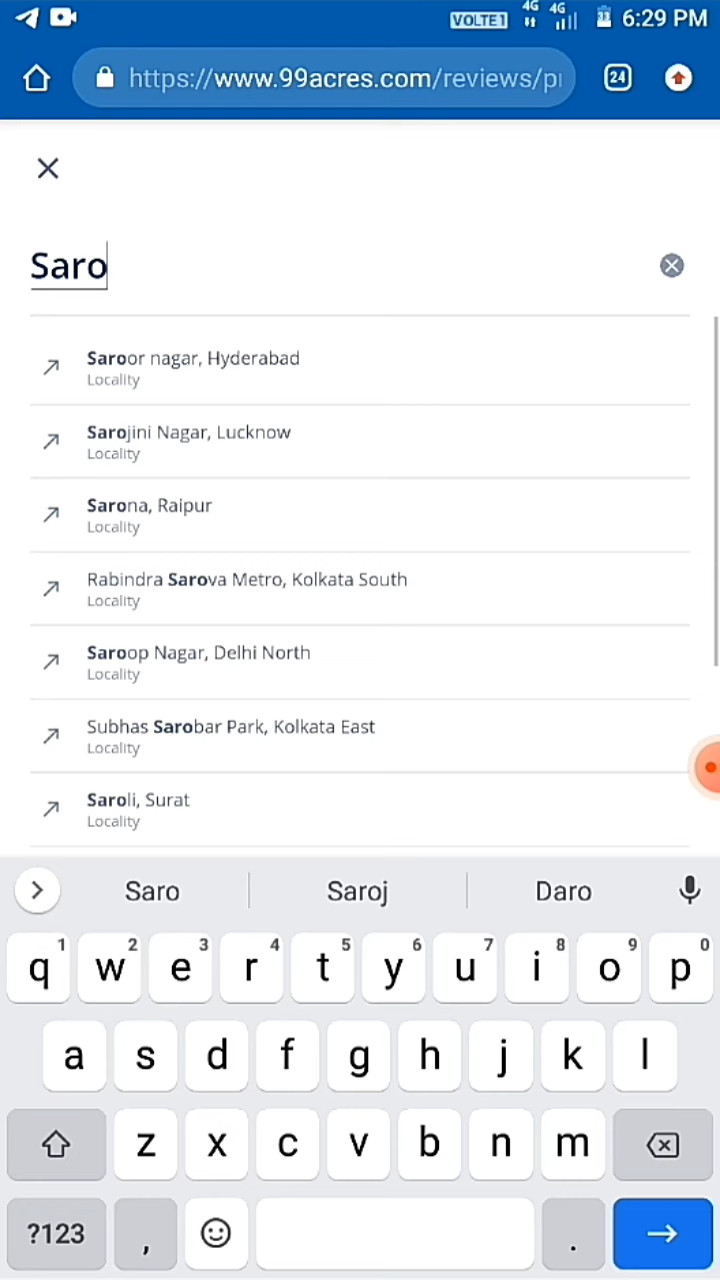 VOLTE1 4G 4G 33 6:29 PM
https://www.99acres.com/reviews/pr 24
Saro
Saroor nagar, Hyderabad
Locality
Sarojini Nagar, Lucknow
Locality
Sarona, Raipur
Locality
Rabindra Sarova Metro, Kolkata South
Locality
Saroop Nagar, Delhi North
Locality
Subhas Sarobar Park, Kolkata East
Locality
Saroli, Surat
Locality
Saro Saroj Daro
q 1 w 2 e 3 r 4 t 5 y 6 u 7 i 8 o 9 p 0
a s d f g h j k l
z x c v b n m
?123 , .